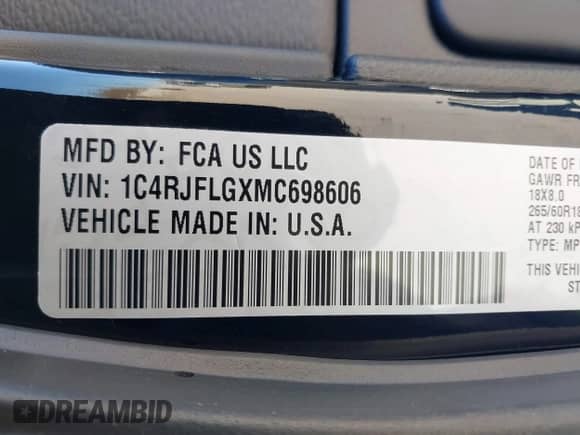 MFD BY: FCA US LLC
VIN: 1C4RJFLGXMC698606
VEHICLE MADE IN: U.S.A.
DATE OF
GAWR FR
18X8.0
265/60R18
AT 230 kP
TYPE: MP
THIS VEHI
ST
DREAMBID